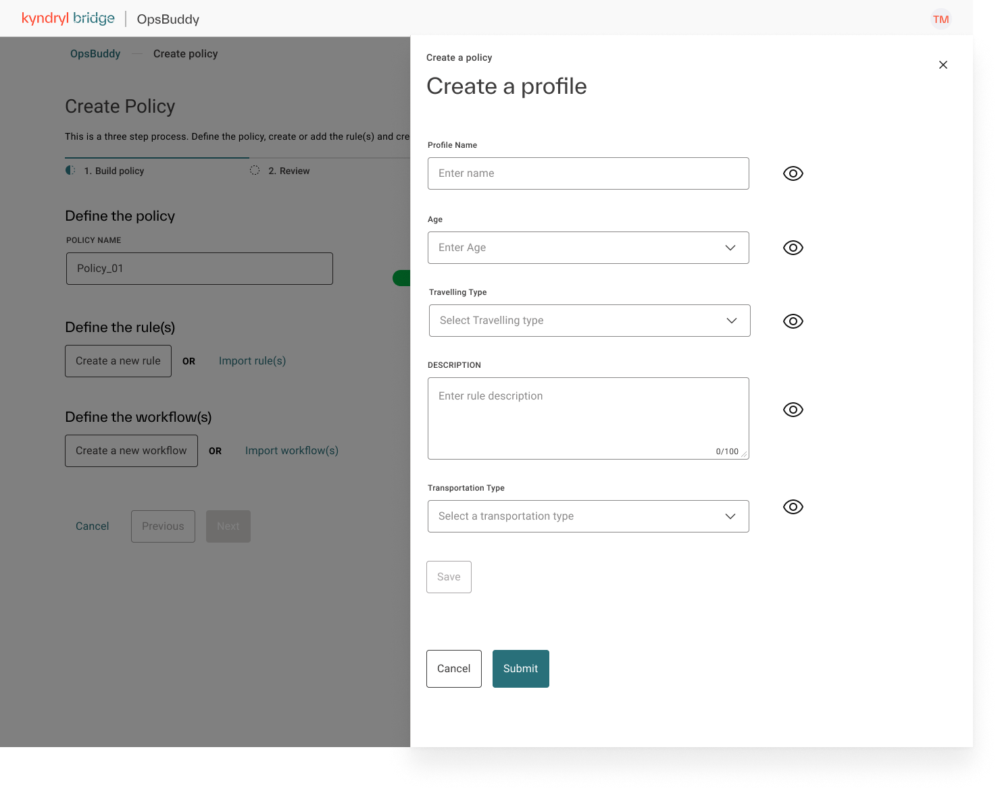 kyndryl bridge OpsBuddy
TM
OpsBuddy Create policy
Create Policy
This is a three step process. Define the policy, create or add the rule(s) and cre
1. Build policy
2. Review
Define the policy
POLICY NAME
Policy_01
Define the rule(s)
Create a new rule OR Import rule(s)
Define the workflow(s)
Create a new workflow OR Import workflow(s)
Cancel Previous Next
Create a policy
Create a profile
Profile Name
Enter name
Age
Enter Age
Travelling Type
Select Travelling type
DESCRIPTION
Enter rule description
0/100
Transportation Type
Select a transportation type
Save
Cancel Submit